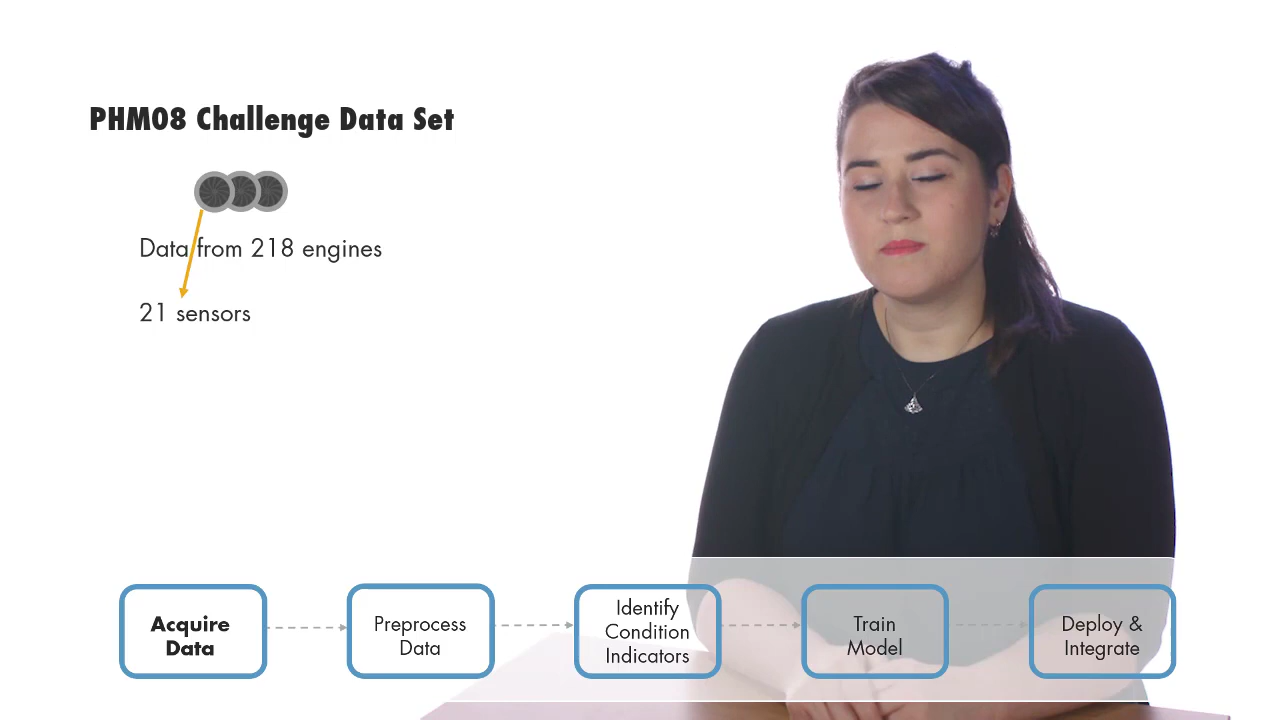 PHM08 Challenge Data Set
Data from 218 engines
21 sensors
Acquire
Data
Preprocess
Data
Identify
Condition
Indicators
Train
Model
Deploy &
Integrate